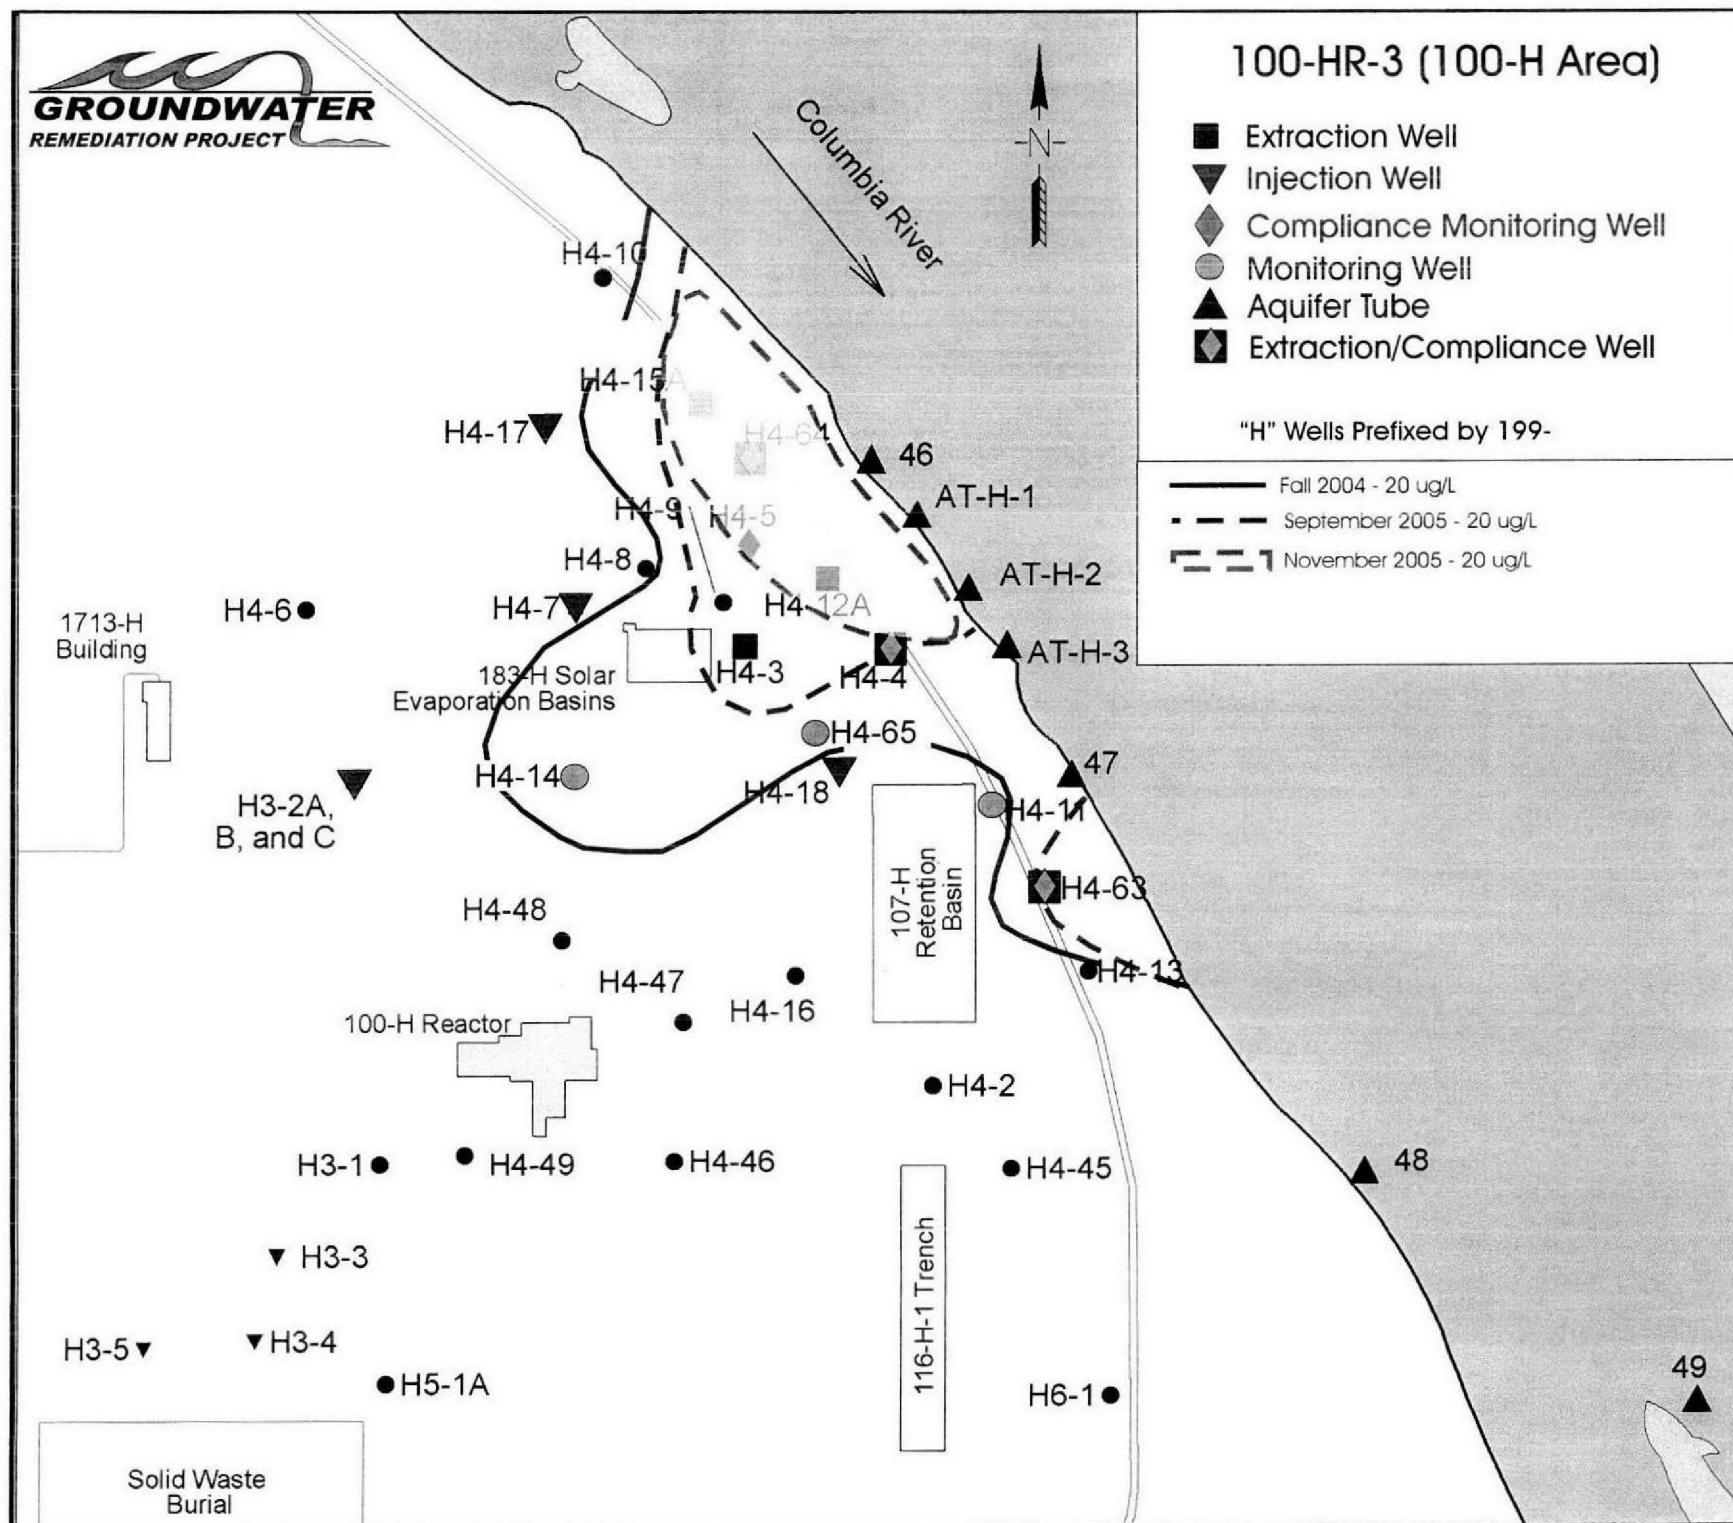 GROUNDWATER
REMEDIATION PROJECT
Columbia River
N
100-HR-3 (100-H Area)
Extraction Well
Injection Well
Compliance Monitoring Well
Monitoring Well
Aquifer Tube
Extraction/Compliance Well
"H" Wells Prefixed by 199-
Fall 2004 - 20 ug/L
September 2005 - 20 ug/L
November 2005 - 20 ug/L
H4-10
H4-15A
H4-17
H4-64
46
AT-H-1
H4-9
H4-5
H4-8
AT-H-2
H4-7
H4-12A
H4-6
1713-H
Building
AT-H-3
183-H Solar
Evaporation Basins
H4-3
H4-4
H4-65
47
H4-14
H4-18
H4-11
H3-2A,
B, and C
107-H
Retention
Basin
H4-63
H4-48
H4-47
H4-16
H4-13
100-H Reactor
H4-2
H3-1
H4-49
H4-46
H4-45
48
H3-3
116-H-1 Trench
H3-5
H3-4
H5-1A
H6-1
49
Solid Waste
Burial